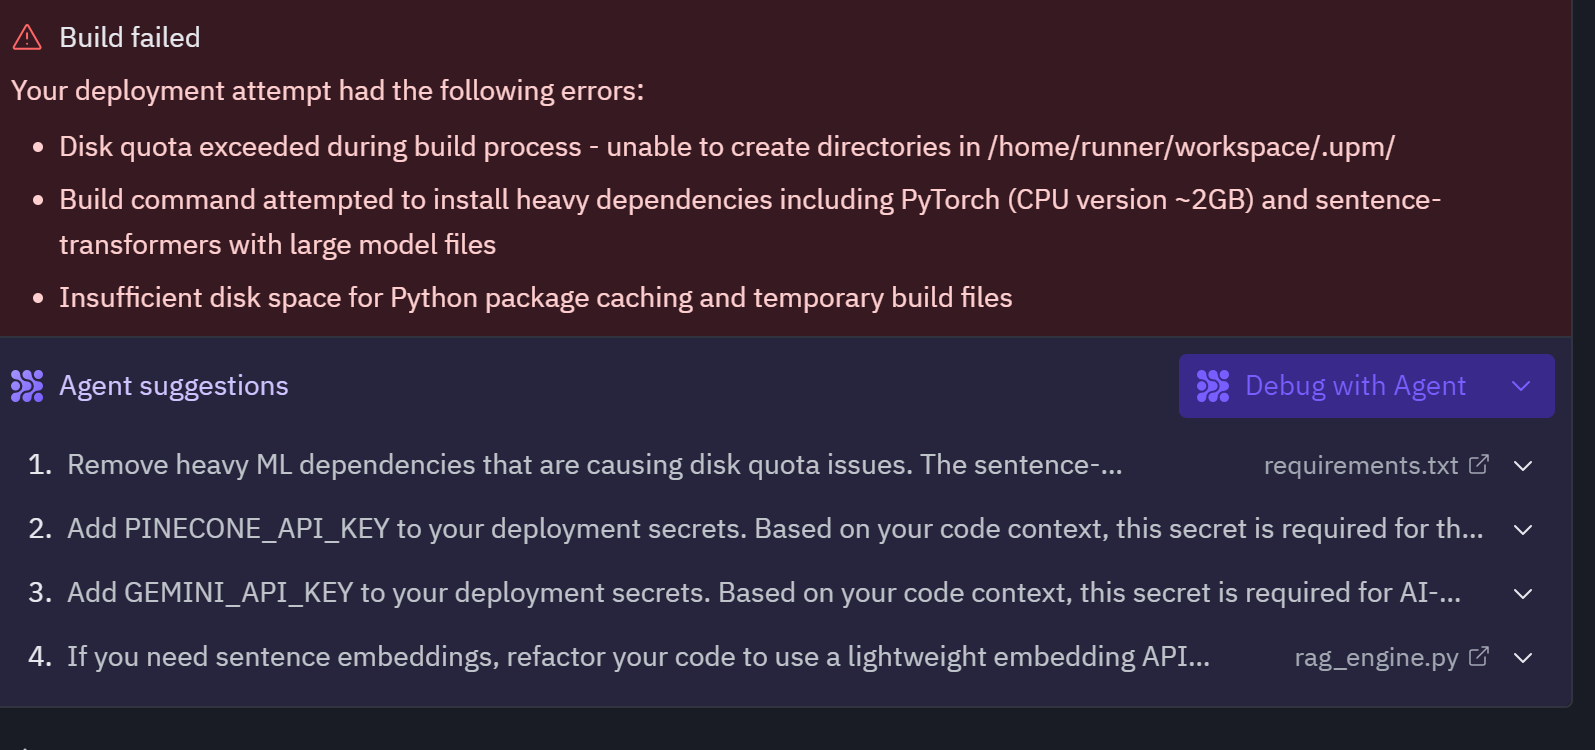 Build failed
Your deployment attempt had the following errors:
• Disk quota exceeded during build process - unable to create directories in /home/runner/workspace/.upm/
• Build command attempted to install heavy dependencies including PyTorch (CPU version ~2GB) and sentence-
transformers with large model files
• Insufficient disk space for Python package caching and temporary build files
Agent suggestions
Debug with Agent
1. Remove heavy ML dependencies that are causing disk quota issues. The sentence-... requirements.txt
2. Add PINECONE_API_KEY to your deployment secrets. Based on your code context, this secret is required for th...
3. Add GEMINI_API_KEY to your deployment secrets. Based on your code context, this secret is required for AI-...
4. If you need sentence embeddings, refactor your code to use a lightweight embedding API... rag_engine.py